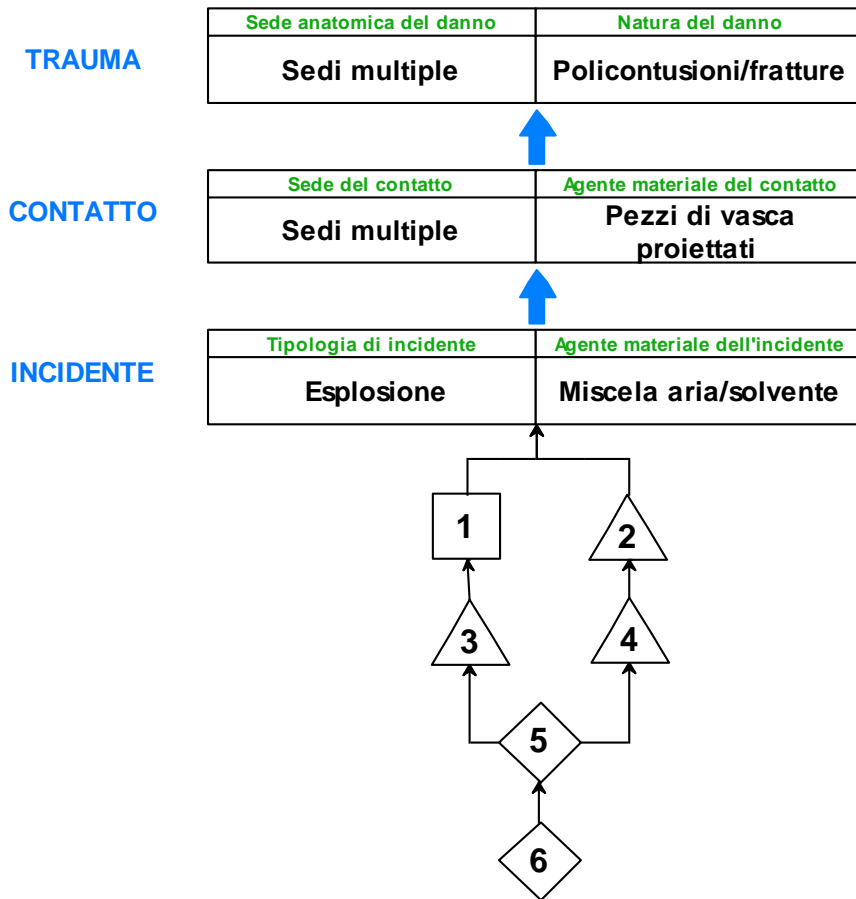 TRAUMA
Sede anatomica del danno
Natura del danno
Sedi multiple
Policontusioni/fratture
CONTATTO
Sede del contatto
Agente materiale del contatto
Sedi multiple
Pezzi di vasca
proiettati
INCIDENTE
Tipologia di incidente
Agente materiale dell'incidente
Esplosione
Miscela aria/solvente
1
2
3
4
5
6